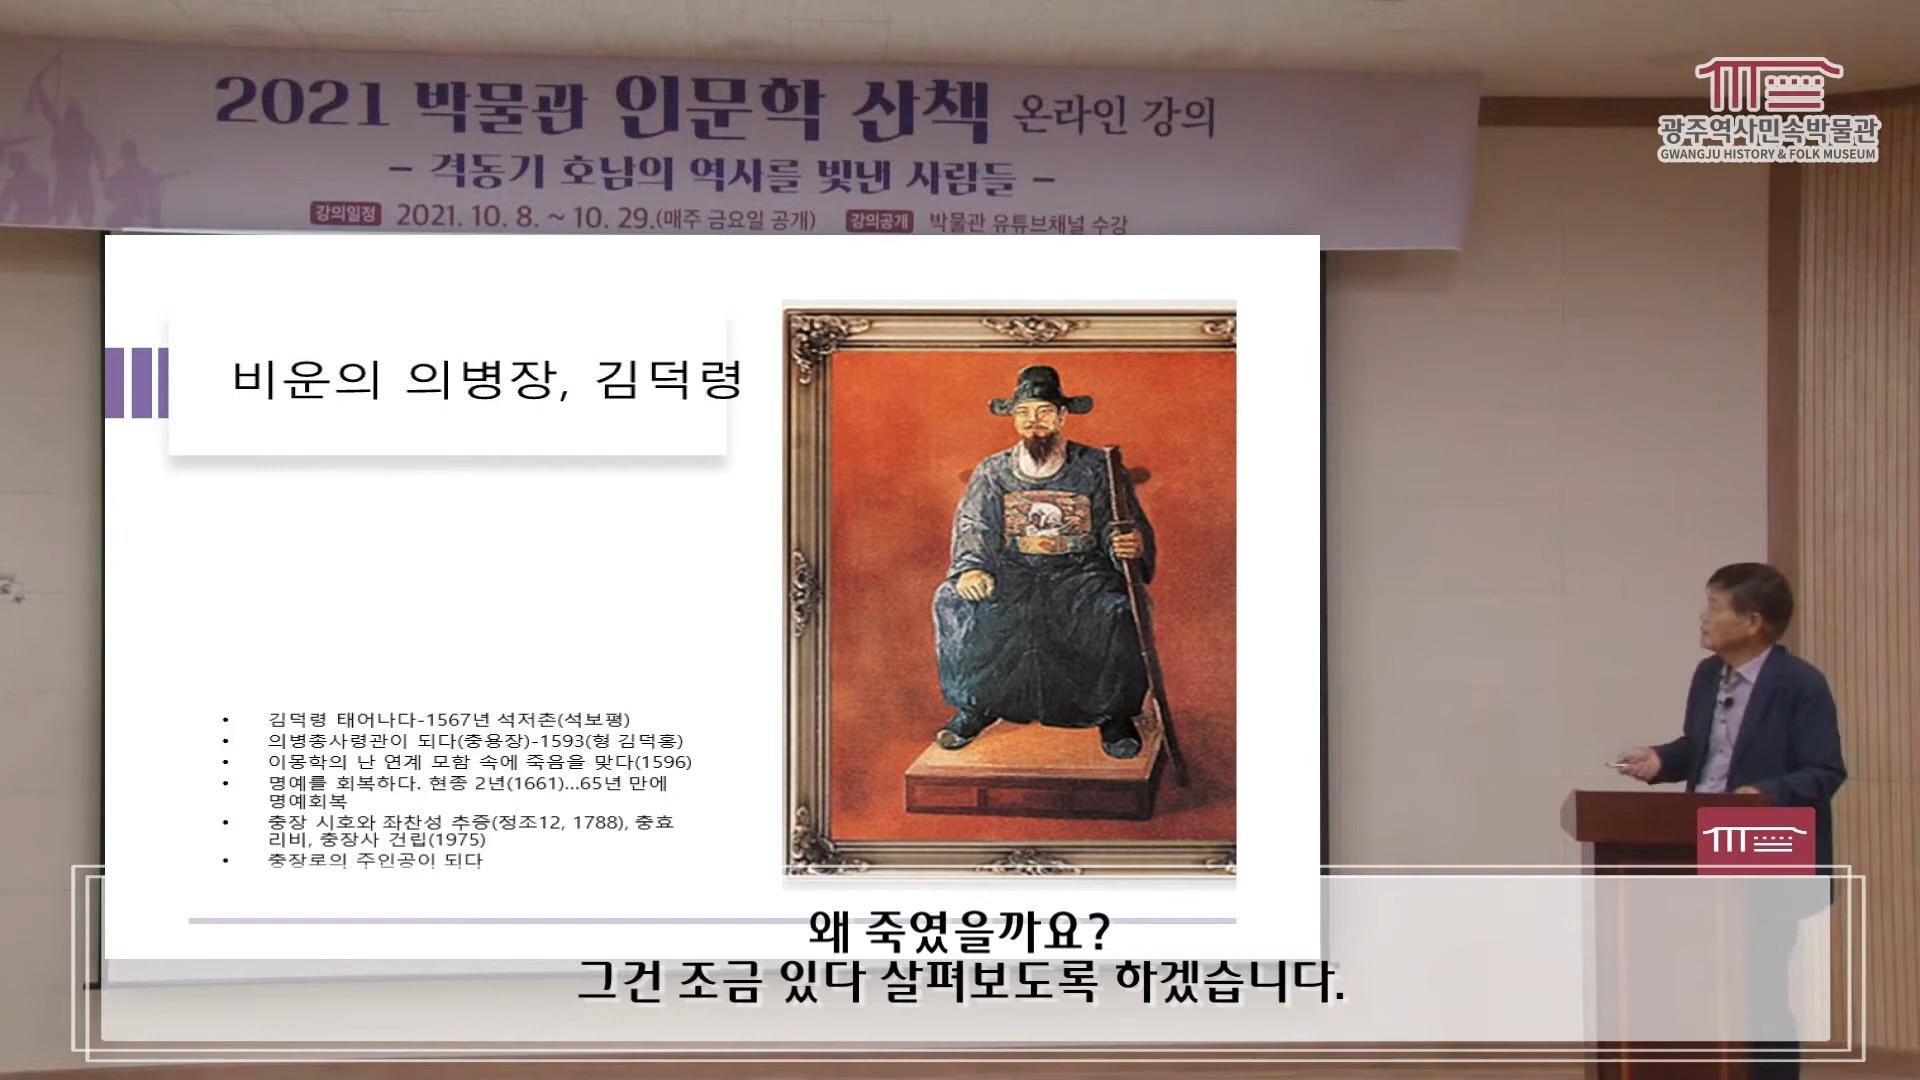 2021 박물관 인문학 산책 온라인 강의
- 격동기 호남의 역사를 빛낸 사람들 -
강의일정 2021. 10. 8. ~ 10. 29.(매주 금요일 공개) 강의공개 박물관 유튜브채널 수강
광주역사민속박물관
GWANGJU HISTORY & FOLK MUSEUM
비운의 의병장, 김덕령
• 김덕령 태어나다-1567년 석저촌(석보평)
• 의병총사령관이 되다(충용장)-1593(형 김덕홍)
• 이몽학의 난 연계 모함 속에 죽음을 맞다(1596)
• 명예를 회복하다. 현종 2년(1661)...65년 만에
명예회복
• 충장 시호와 좌찬성 추증(정조12, 1788), 충효
리비, 충장사 건립(1975)
• 충장로의 주인공이 되다
왜 죽였을까요?
그건 조금 있다 살펴보도록 하겠습니다.